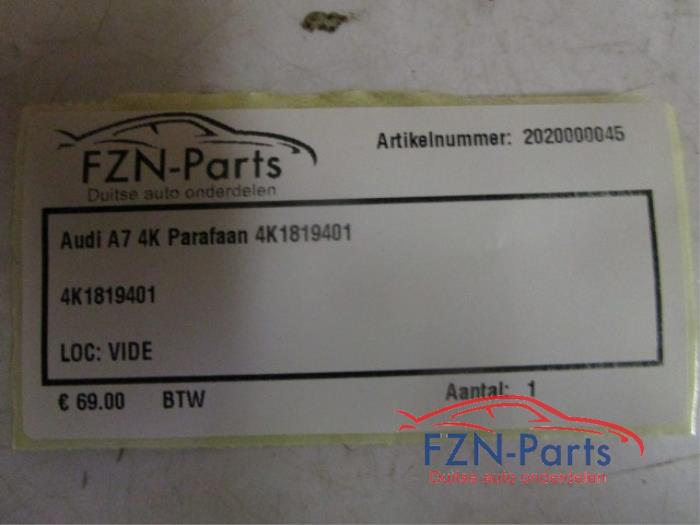 FZN-Parts
Duitse auto onderdelen
Artikelnummer: 2020000045
Audi A7 4K Parafaan 4K1819401
4K1819401
LOC: VIDE
€ 69.00 BTW Aantal: 1
FZN-Parts
Duitse auto onderdelen